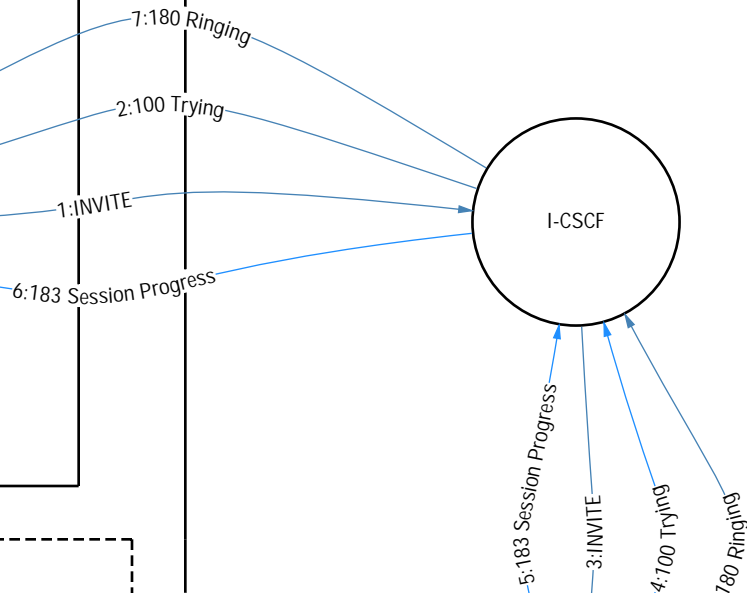 7:180 Ringing
2:100 Trying
1:INVITE
I-CSCF
6:183 Session Progress
5:183 Session Progress
3:INVITE
4:100 Trying
180 Ringing